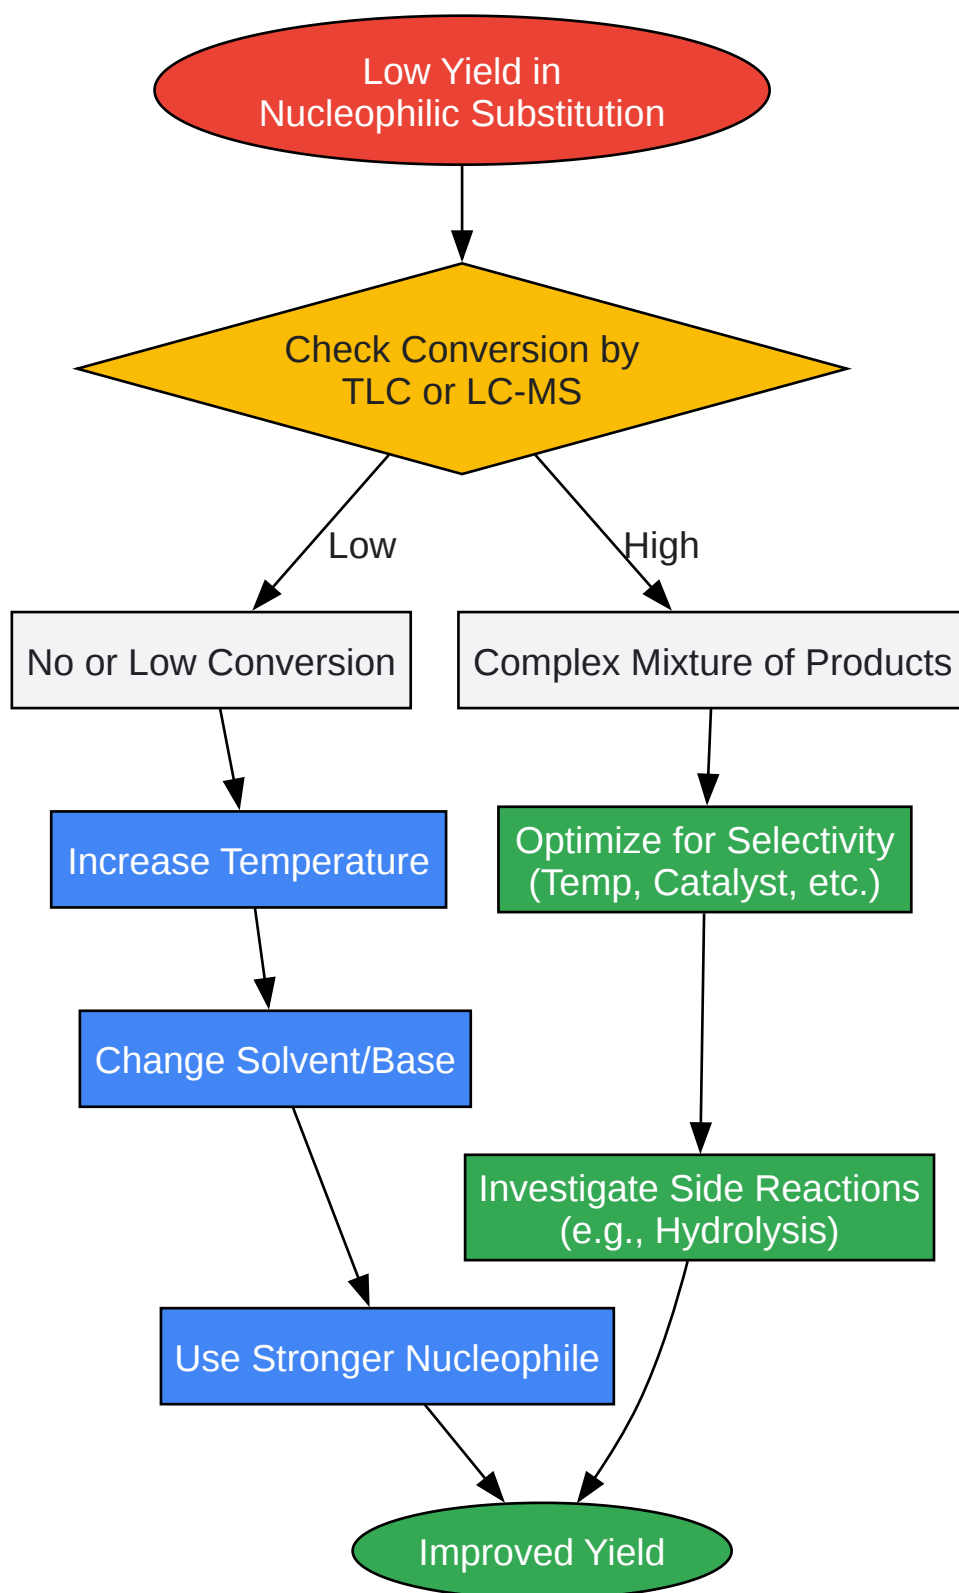 Low Yield in
Nucleophilic Substitution
Check Conversion by
TLC or LC-MS
Low
High
No or Low Conversion
Complex Mixture of Products
Increase Temperature
Optimize for Selectivity
(Temp, Catalyst, etc.)
Change Solvent/Base
Investigate Side Reactions
(e.g., Hydrolysis)
Use Stronger Nucleophile
Improved Yield